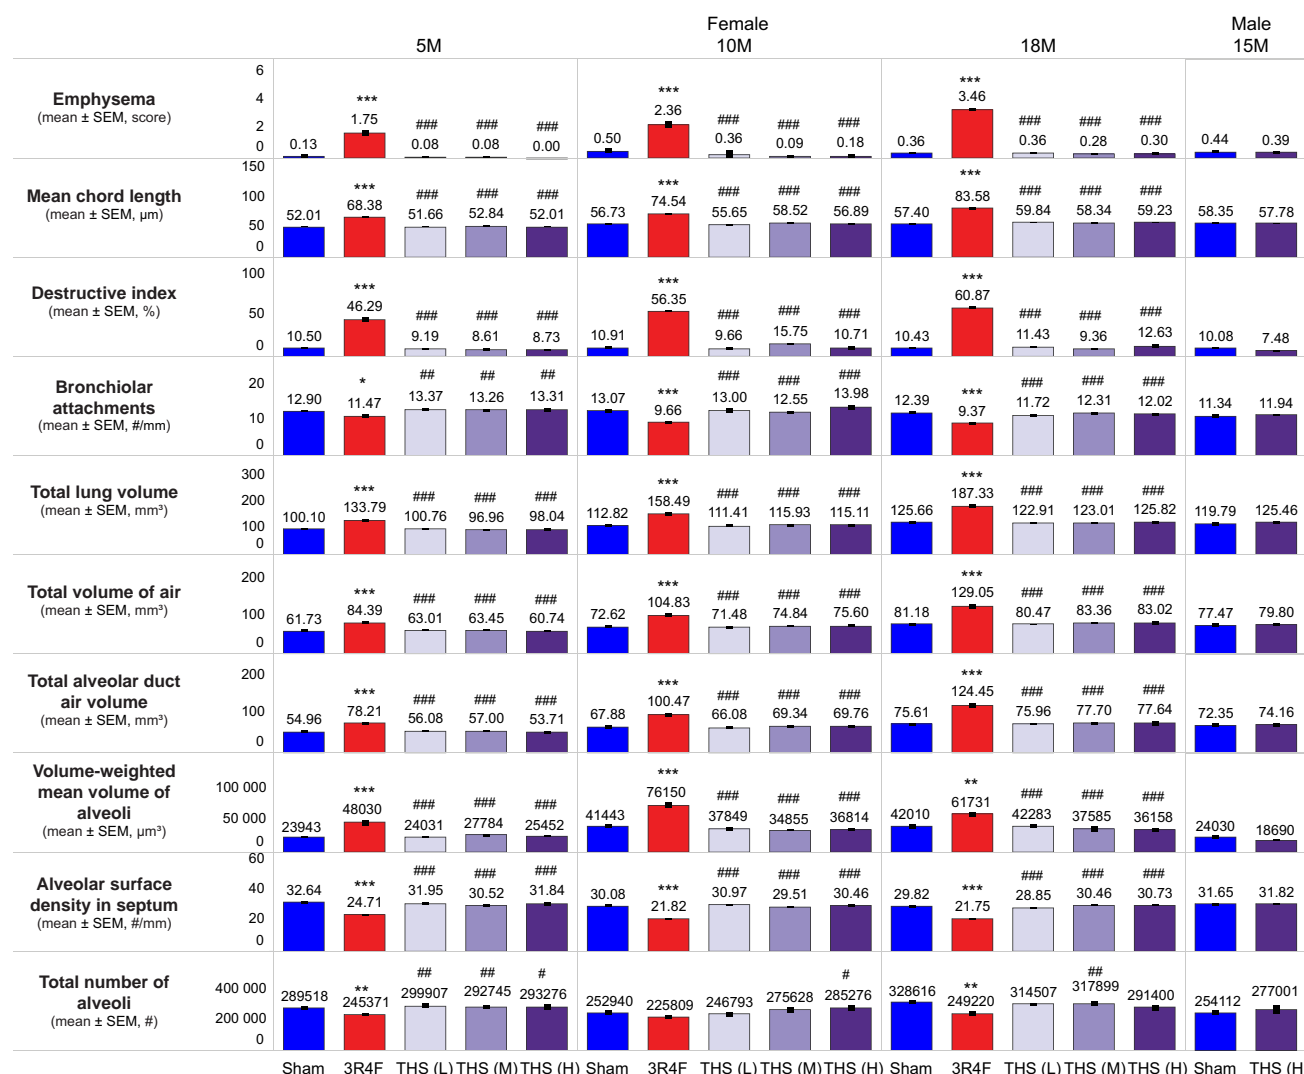 Female
Male
5M 10M 18M 15M
Emphysema
(mean ± SEM, score)
6
4
2
0
*** *** ***
### ### ### ### ### ### ### ### ###
0.13 1.75 0.08 0.08 0.00 0.50 2.36 0.36 0.09 0.18 0.36 3.46 0.36 0.28 0.30 0.44 0.39
Mean chord length
(mean ± SEM, µm)
150
100
50
0
*** *** ***
### ### ### ### ### ### ### ### ###
52.01 68.38 51.66 52.84 52.01 56.73 74.54 55.65 58.52 56.89 57.40 83.58 59.84 58.34 59.23 58.35 57.78
Destructive index
(mean ± SEM, %)
100
50
0
*** *** ***
### ### ### ### ### ### ### ### ###
10.50 46.29 9.19 8.61 8.73 10.91 56.35 9.66 15.75 10.71 10.43 60.87 11.43 9.36 12.63 10.08 7.48
Bronchiolar
attachments
(mean ± SEM, #/mm)
20
10
0
* *** ***
## ## ## ### ### ### ### ### ###
12.90 11.47 13.37 13.26 13.31 13.07 9.66 13.00 12.55 13.98 12.39 9.37 11.72 12.31 12.02 11.34 11.94
Total lung volume
(mean ± SEM, mm³)
300
200
100
0
*** *** ***
### ### ### ### ### ### ### ### ###
100.10 133.79 100.76 96.96 98.04 112.82 158.49 111.41 115.93 115.11 125.66 187.33 122.91 123.01 125.82 119.79 125.46
Total volume of air
(mean ± SEM, mm³)
200
100
0
*** *** ***
### ### ### ### ### ### ### ### ###
61.73 84.39 63.01 63.45 60.74 72.62 104.83 71.48 74.84 75.60 81.18 129.05 80.47 83.36 83.02 77.47 79.80
Total alveolar duct
air volume
(mean ± SEM, mm³)
200
100
0
*** *** ***
### ### ### ### ### ### ### ### ###
54.96 78.21 56.08 57.00 53.71 67.88 100.47 66.08 69.34 69.76 75.61 124.45 75.96 77.70 77.64 72.35 74.16
Volume-weighted
mean volume of
alveoli
(mean ± SEM, µm³)
100 000
50 000
0
*** *** **
### ### ### ### ### ### ### ### ###
23943 48030 24031 27784 25452 41443 76150 37849 34855 36814 42010 61731 42283 37585 36158 24030 18690
Alveolar surface
density in septum
(mean ± SEM, #/mm)
60
40
20
0
*** *** ***
### ### ### ### ### ### ### ### ###
32.64 24.71 31.95 30.52 31.84 30.08 21.82 30.97 29.51 30.46 29.82 21.75 28.85 30.46 30.73 31.65 31.82
Total number of
alveoli
(mean ± SEM, #)
400 000
200 000
0
** **
## ## # # ##
289518 245371 299907 292745 293276 252940 225809 246793 275628 285276 328616 249220 314507 317899 291400 254112 277001
Sham 3R4F THS (L) THS (M) THS (H) Sham 3R4F THS (L) THS (M) THS (H) Sham 3R4F THS (L) THS (M) THS (H) Sham THS (H